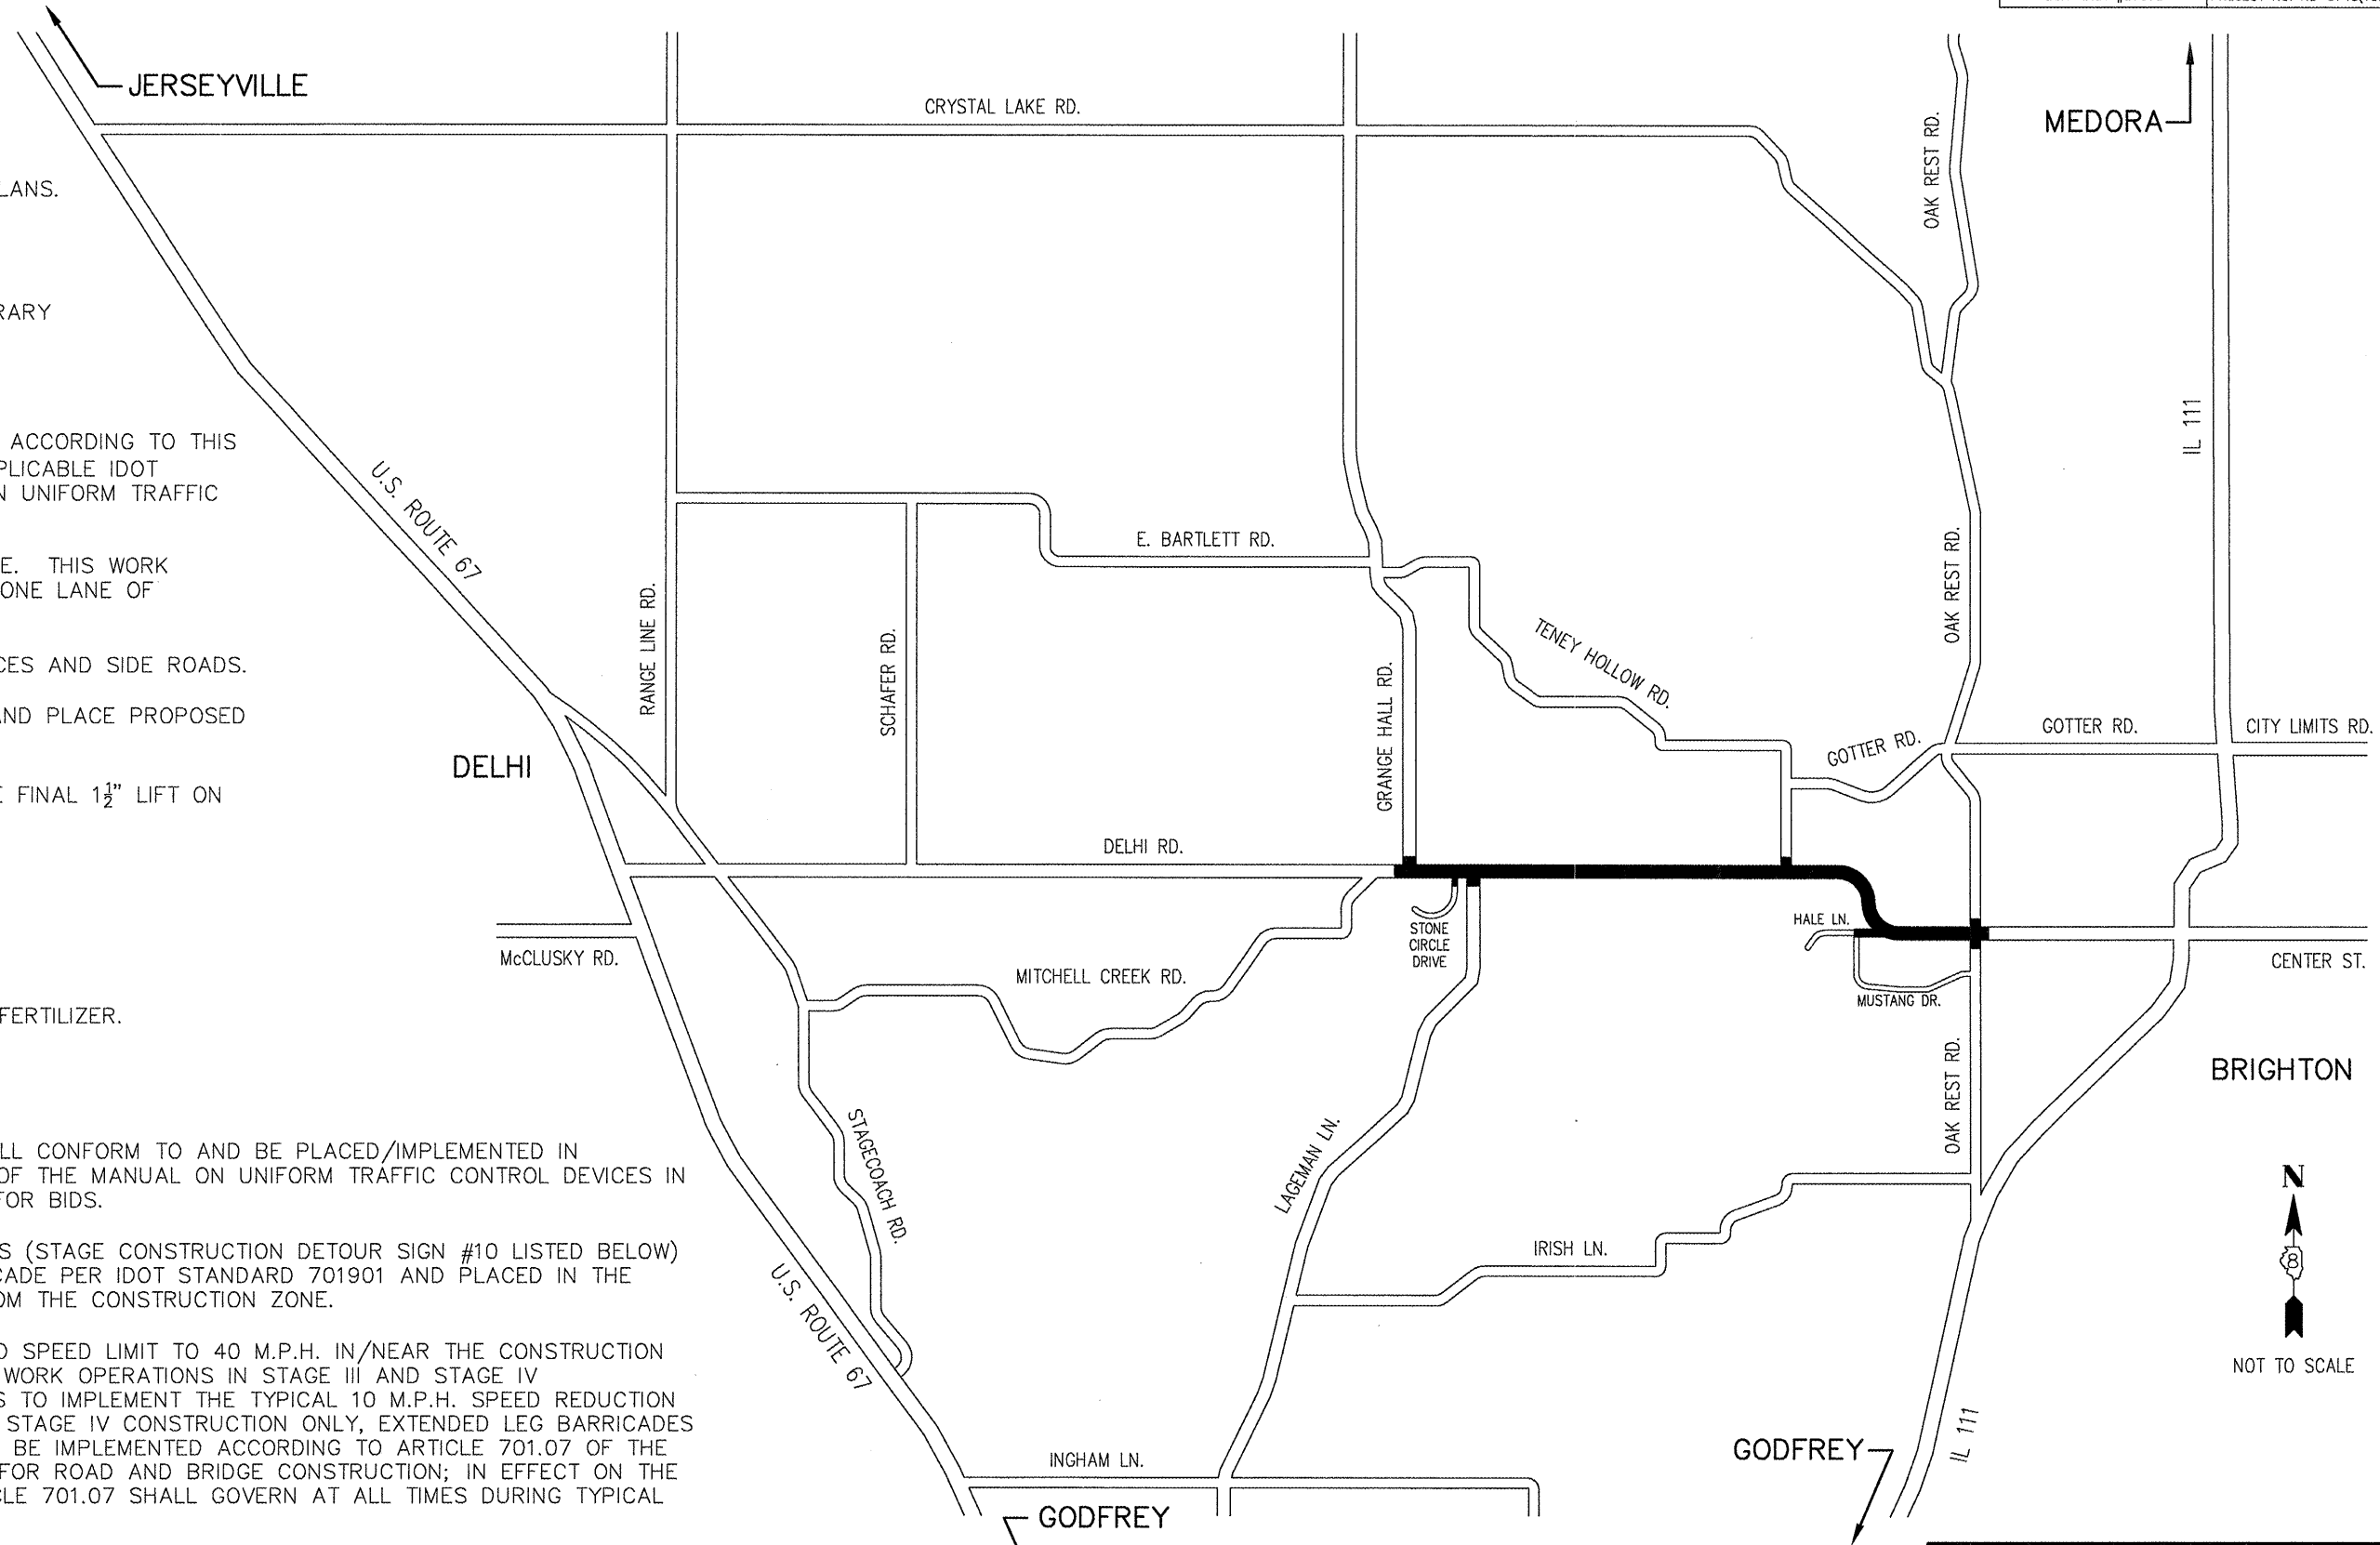 JERSEYVILLE
CRYSTAL LAKE RD.
OAK REST RD.
MEDORA
LANS.
RARY
IL 111
ACCORDING TO THIS
PLICABLE IDOT
N UNIFORM TRAFFIC
U.S. ROUTE 67
E. BARTLETT RD.
OAK REST RD.
E. THIS WORK
ONE LANE OF
RANGE LINE RD.
SCHAFER RD.
TENEY HOLLOW RD.
CES AND SIDE ROADS.
AND PLACE PROPOSED
GRANGE HALL RD.
GOTTER RD.
GOTTER RD.
CITY LIMITS RD.
DELHI
E FINAL 1½" LIFT ON
DELHI RD.
HALE LN.
STONE
CIRCLE
DRIVE
McCLUSKY RD.
CENTER ST.
MITCHELL CREEK RD.
MUSTANG DR.
FERTILIZER.
OAK REST RD.
BRIGHTON
STAGECOACH RD.
LAGEMAN LN.
LL CONFORM TO AND BE PLACED/IMPLEMENTED IN
OF THE MANUAL ON UNIFORM TRAFFIC CONTROL DEVICES IN
FOR BIDS.
N
8
IRISH LN.
S (STAGE CONSTRUCTION DETOUR SIGN #10 LISTED BELOW)
CADE PER IDOT STANDARD 701901 AND PLACED IN THE
OM THE CONSTRUCTION ZONE.
U.S. ROUTE 67
NOT TO SCALE
D SPEED LIMIT TO 40 M.P.H. IN/NEAR THE CONSTRUCTION
WORK OPERATIONS IN STAGE III AND STAGE IV
S TO IMPLEMENT THE TYPICAL 10 M.P.H. SPEED REDUCTION
STAGE IV CONSTRUCTION ONLY, EXTENDED LEG BARRICADES
BE IMPLEMENTED ACCORDING TO ARTICLE 701.07 OF THE
FOR ROAD AND BRIDGE CONSTRUCTION; IN EFFECT ON THE
CLE 701.07 SHALL GOVERN AT ALL TIMES DURING TYPICAL
INGHAM LN.
GODFREY
GODFREY
IL 111